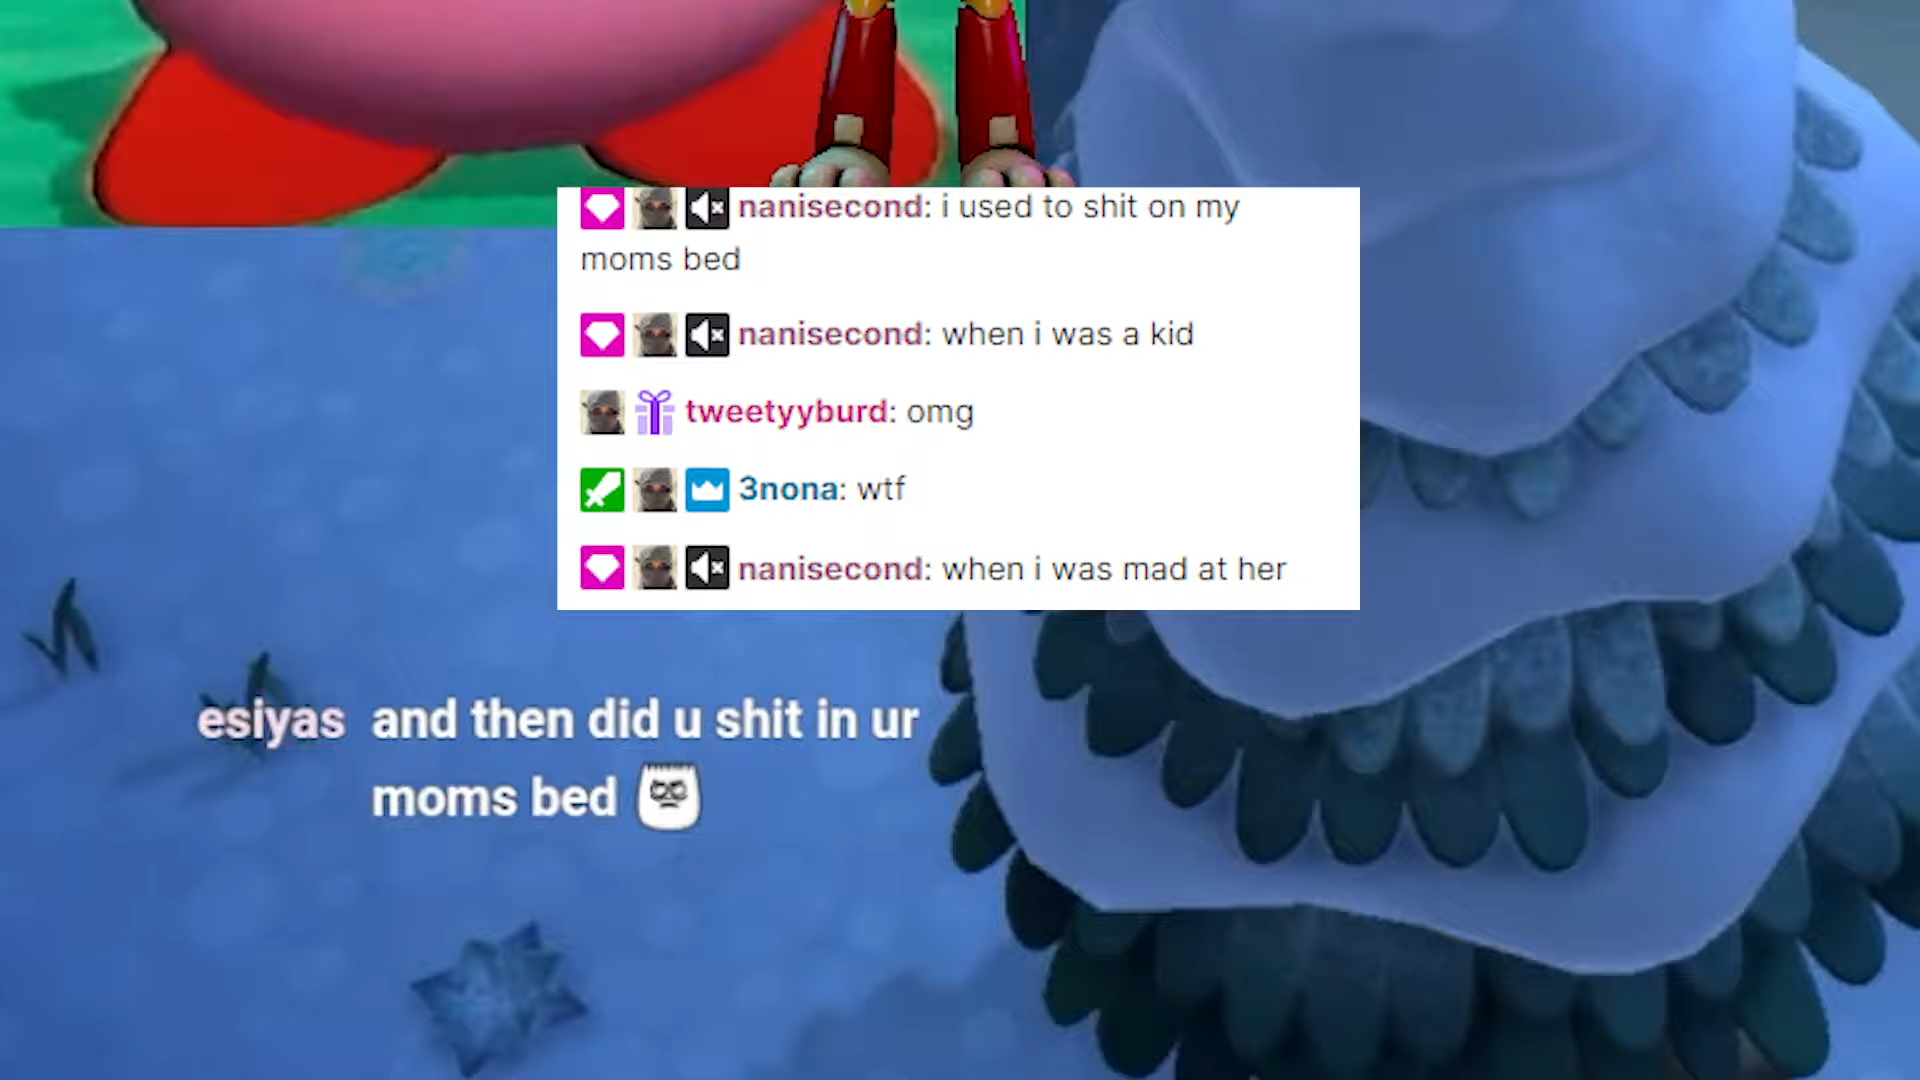 nanisecond: i used to shit on my
moms bed
nanisecond: when i was a kid
tweetyyburd: omg
3nona: wtf
nanisecond: when i was mad at her
esiyas and then did u shit in ur
moms bed